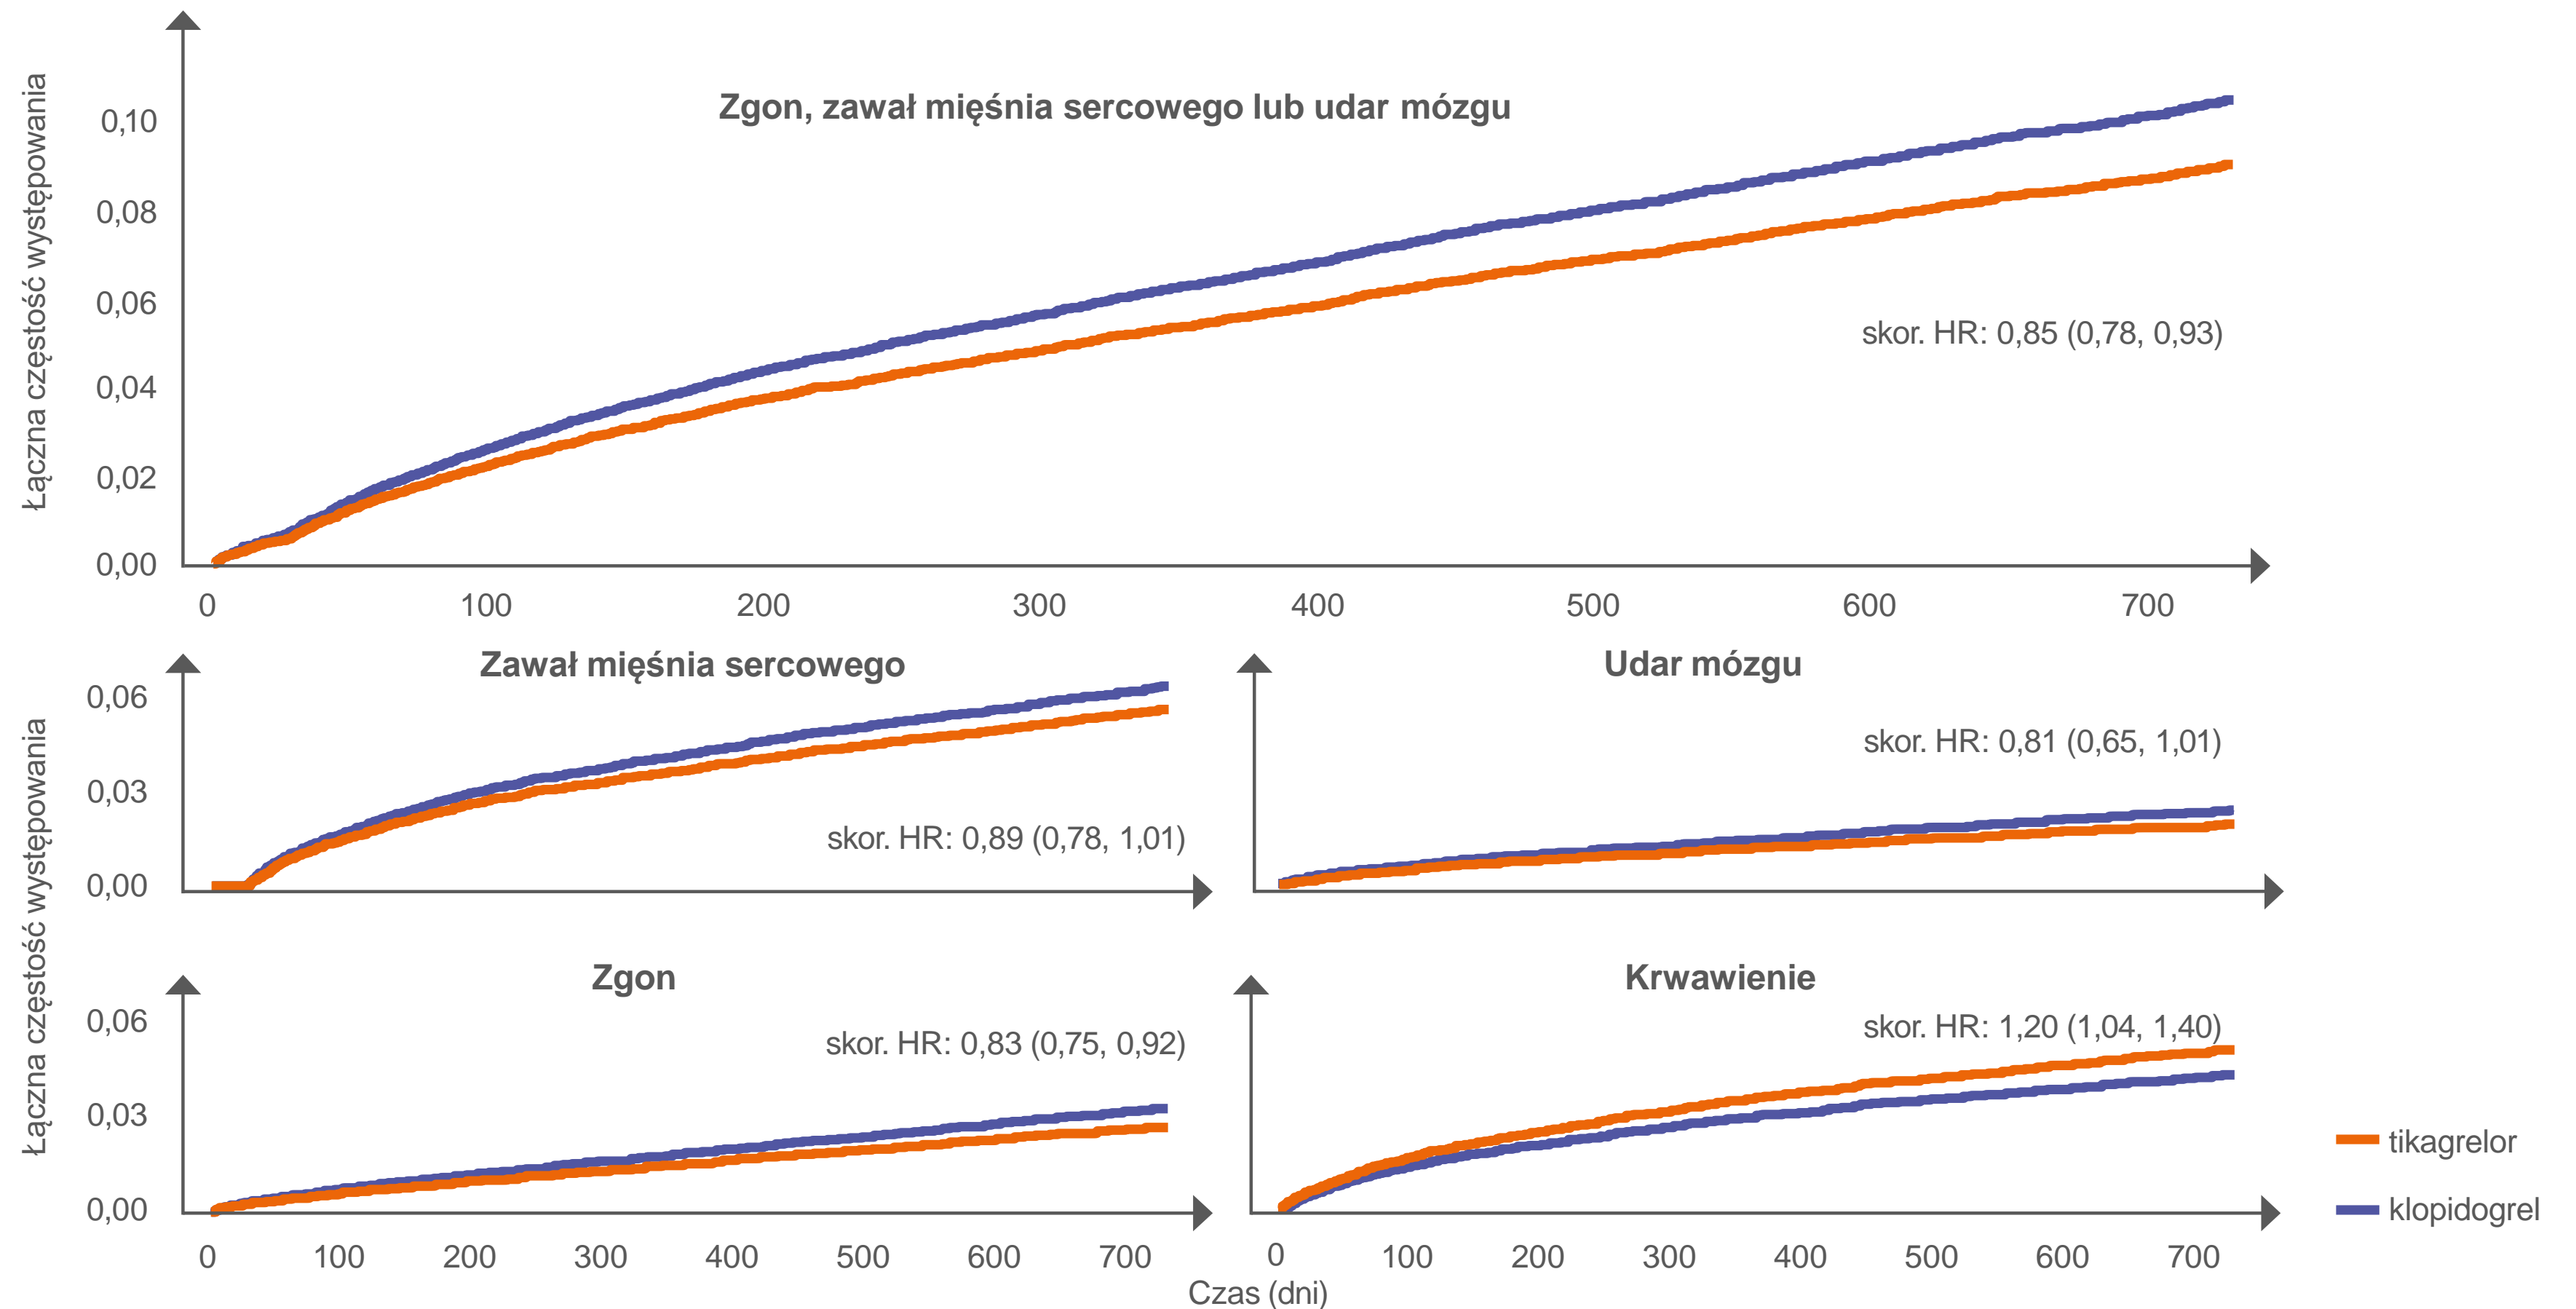 Zgon, zawał mięśnia sercowego lub udar mózgu
Łączna częstość występowania
0,10
0,08
0,06
0,04
0,02
0,00
skor. HR: 0,85 (0,78, 0,93)
0 100 200 300 400 500 600 700
Zawał mięśnia sercowego
Łączna częstość występowania
0,06
0,03
0,00
skor. HR: 0,89 (0,78, 1,01)
Udar mózgu
skor. HR: 0,81 (0,65, 1,01)
Zgon
0,06
0,03
0,00
skor. HR: 0,83 (0,75, 0,92)
0 100 200 300 400 500 600 700
Krwawienie
skor. HR: 1,20 (1,04, 1,40)
0 100 200 300 400 500 600 700
Czas (dni)
tikagrelor
klopidogrel